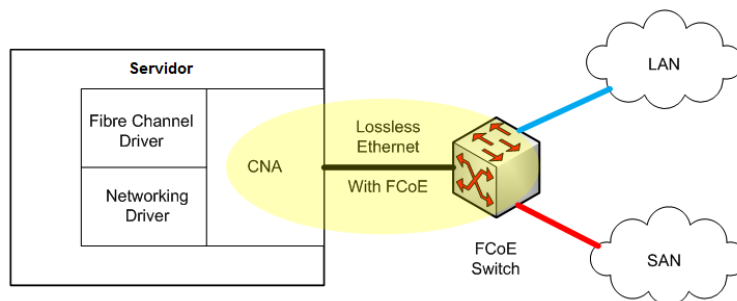 Servidor
Fibre Channel
Driver
Networking
Driver
CNA
Lossless
Ethernet
With FCoE
FCoE
Switch
LAN
SAN